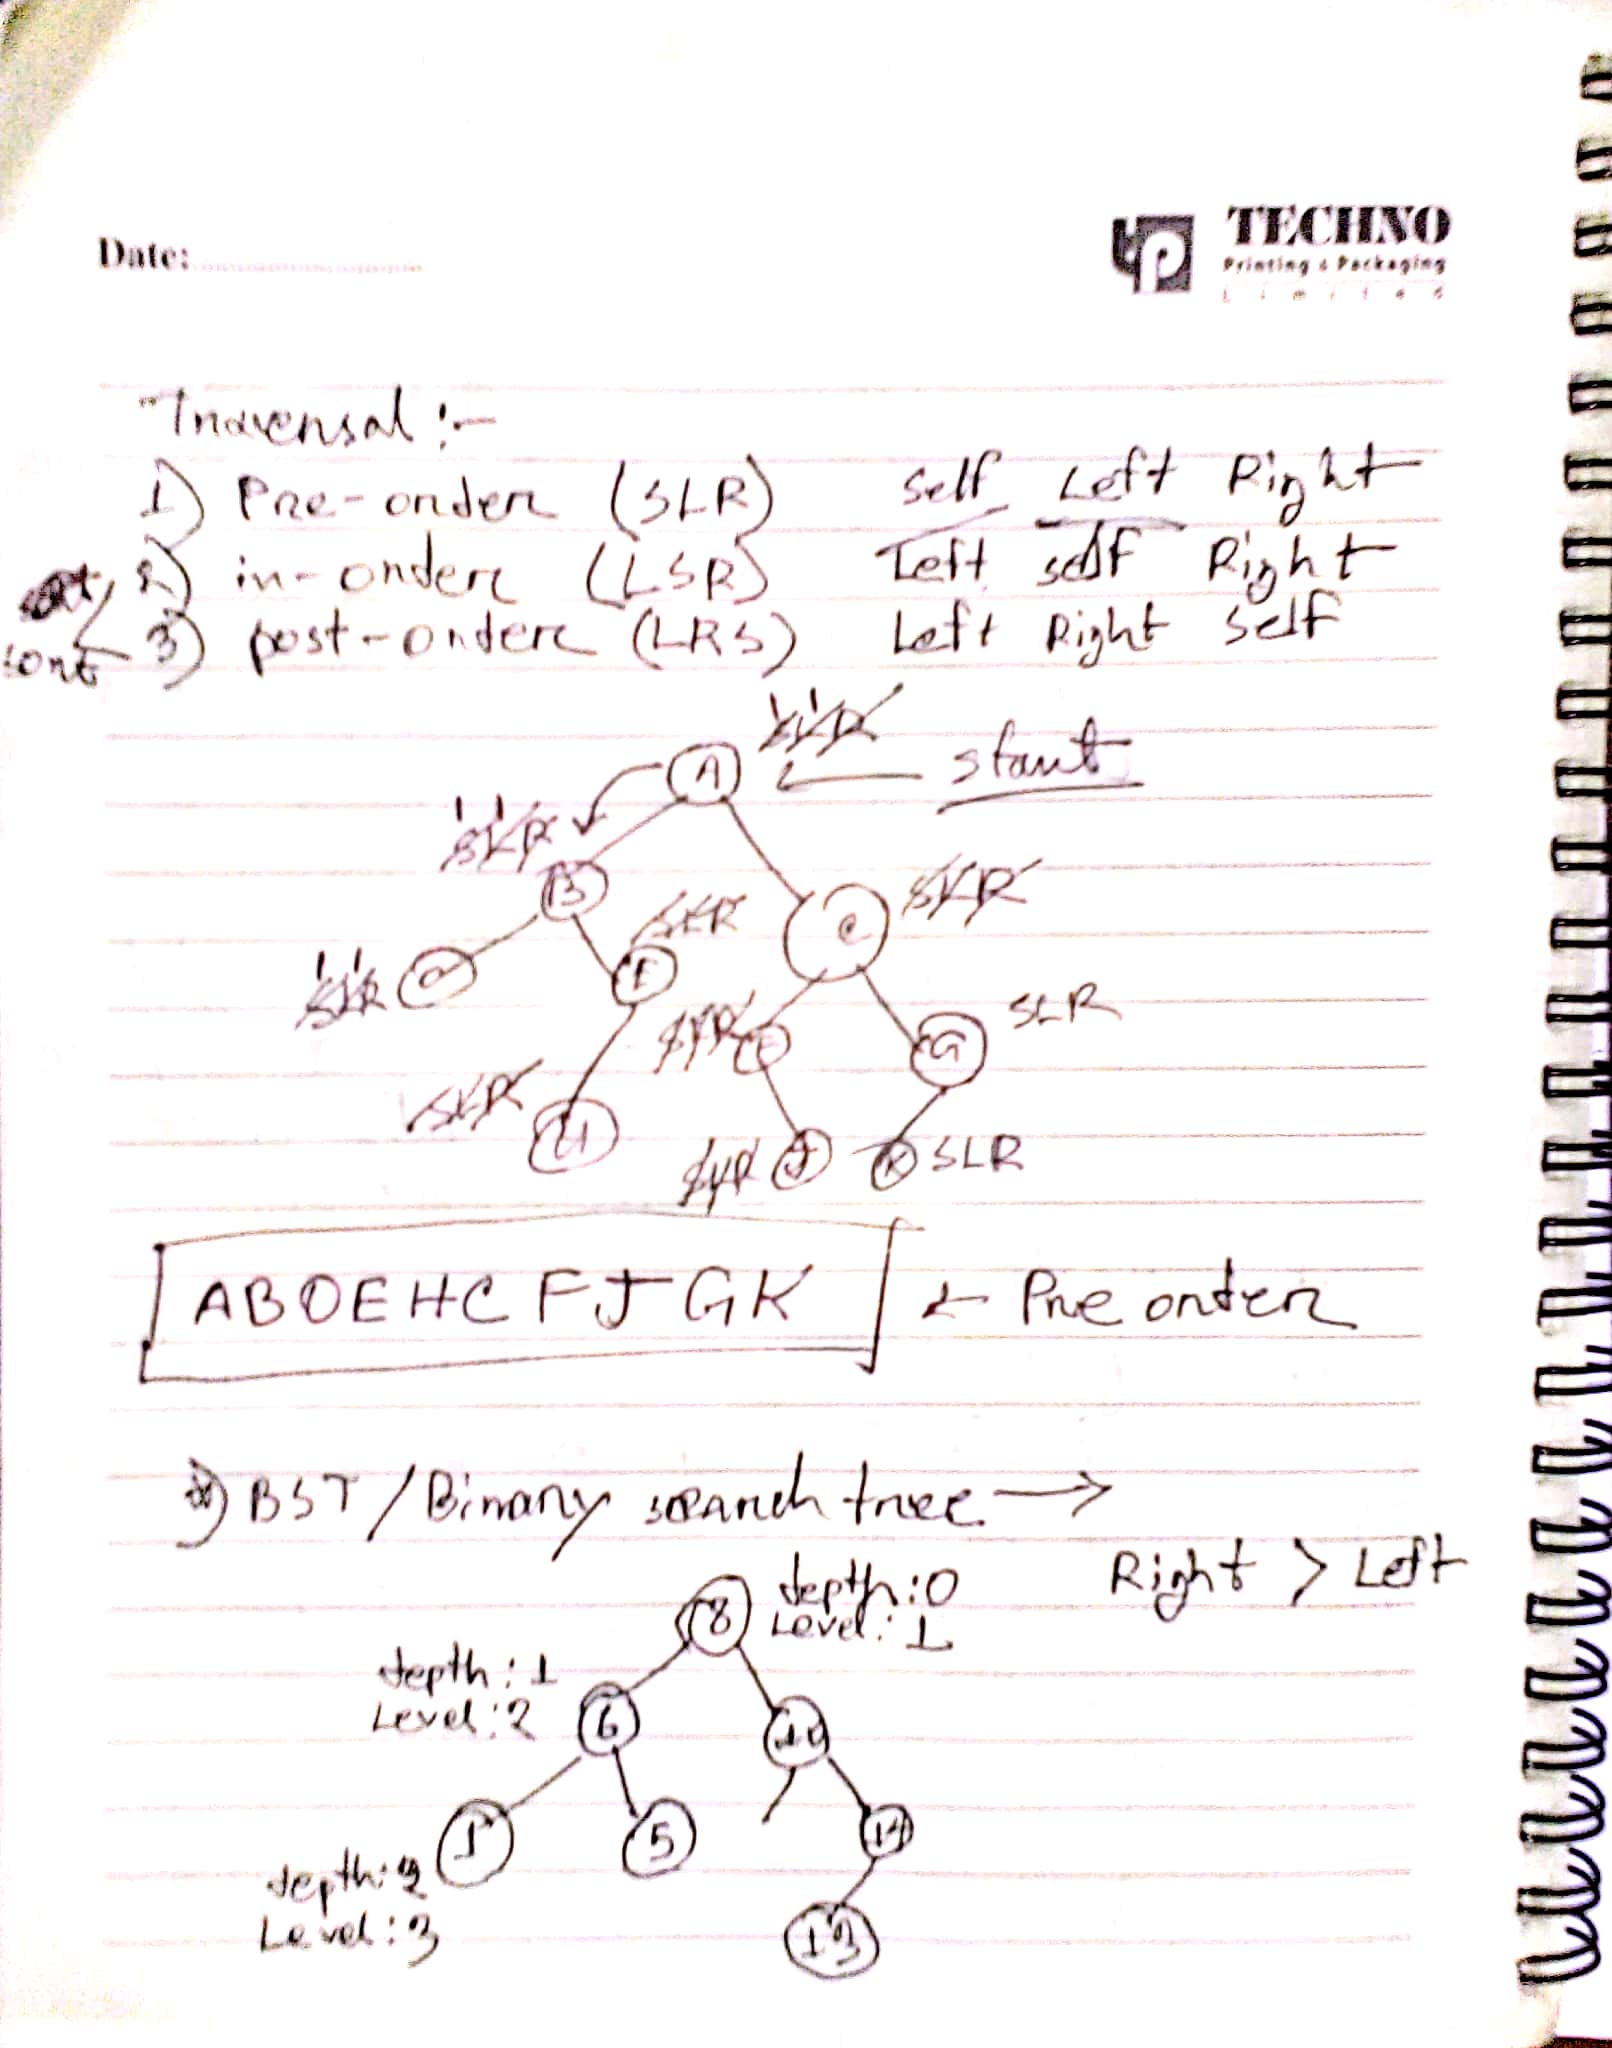 Date:
TECHNO
Printing & Packaging
Limited
Traversal :-
1) Pre-order (SLR) Self Left Right
2) in-order (LSR) Left self Right
3) post-order (LRS) Left Right Self
SLR
A
start
SLR
B
SLR
C
SLR
SLR
D
E
SLR
F
G
SLR
SLR
H
SLR
J
K
SLR
ABDEHCFJGK ← Pre order
BST / Binary search tree →
Right > Left
8
depth: 0
Level: 1
depth: 1
Level: 2
6
10
1
5
14
depth: 2
Level: 3
13